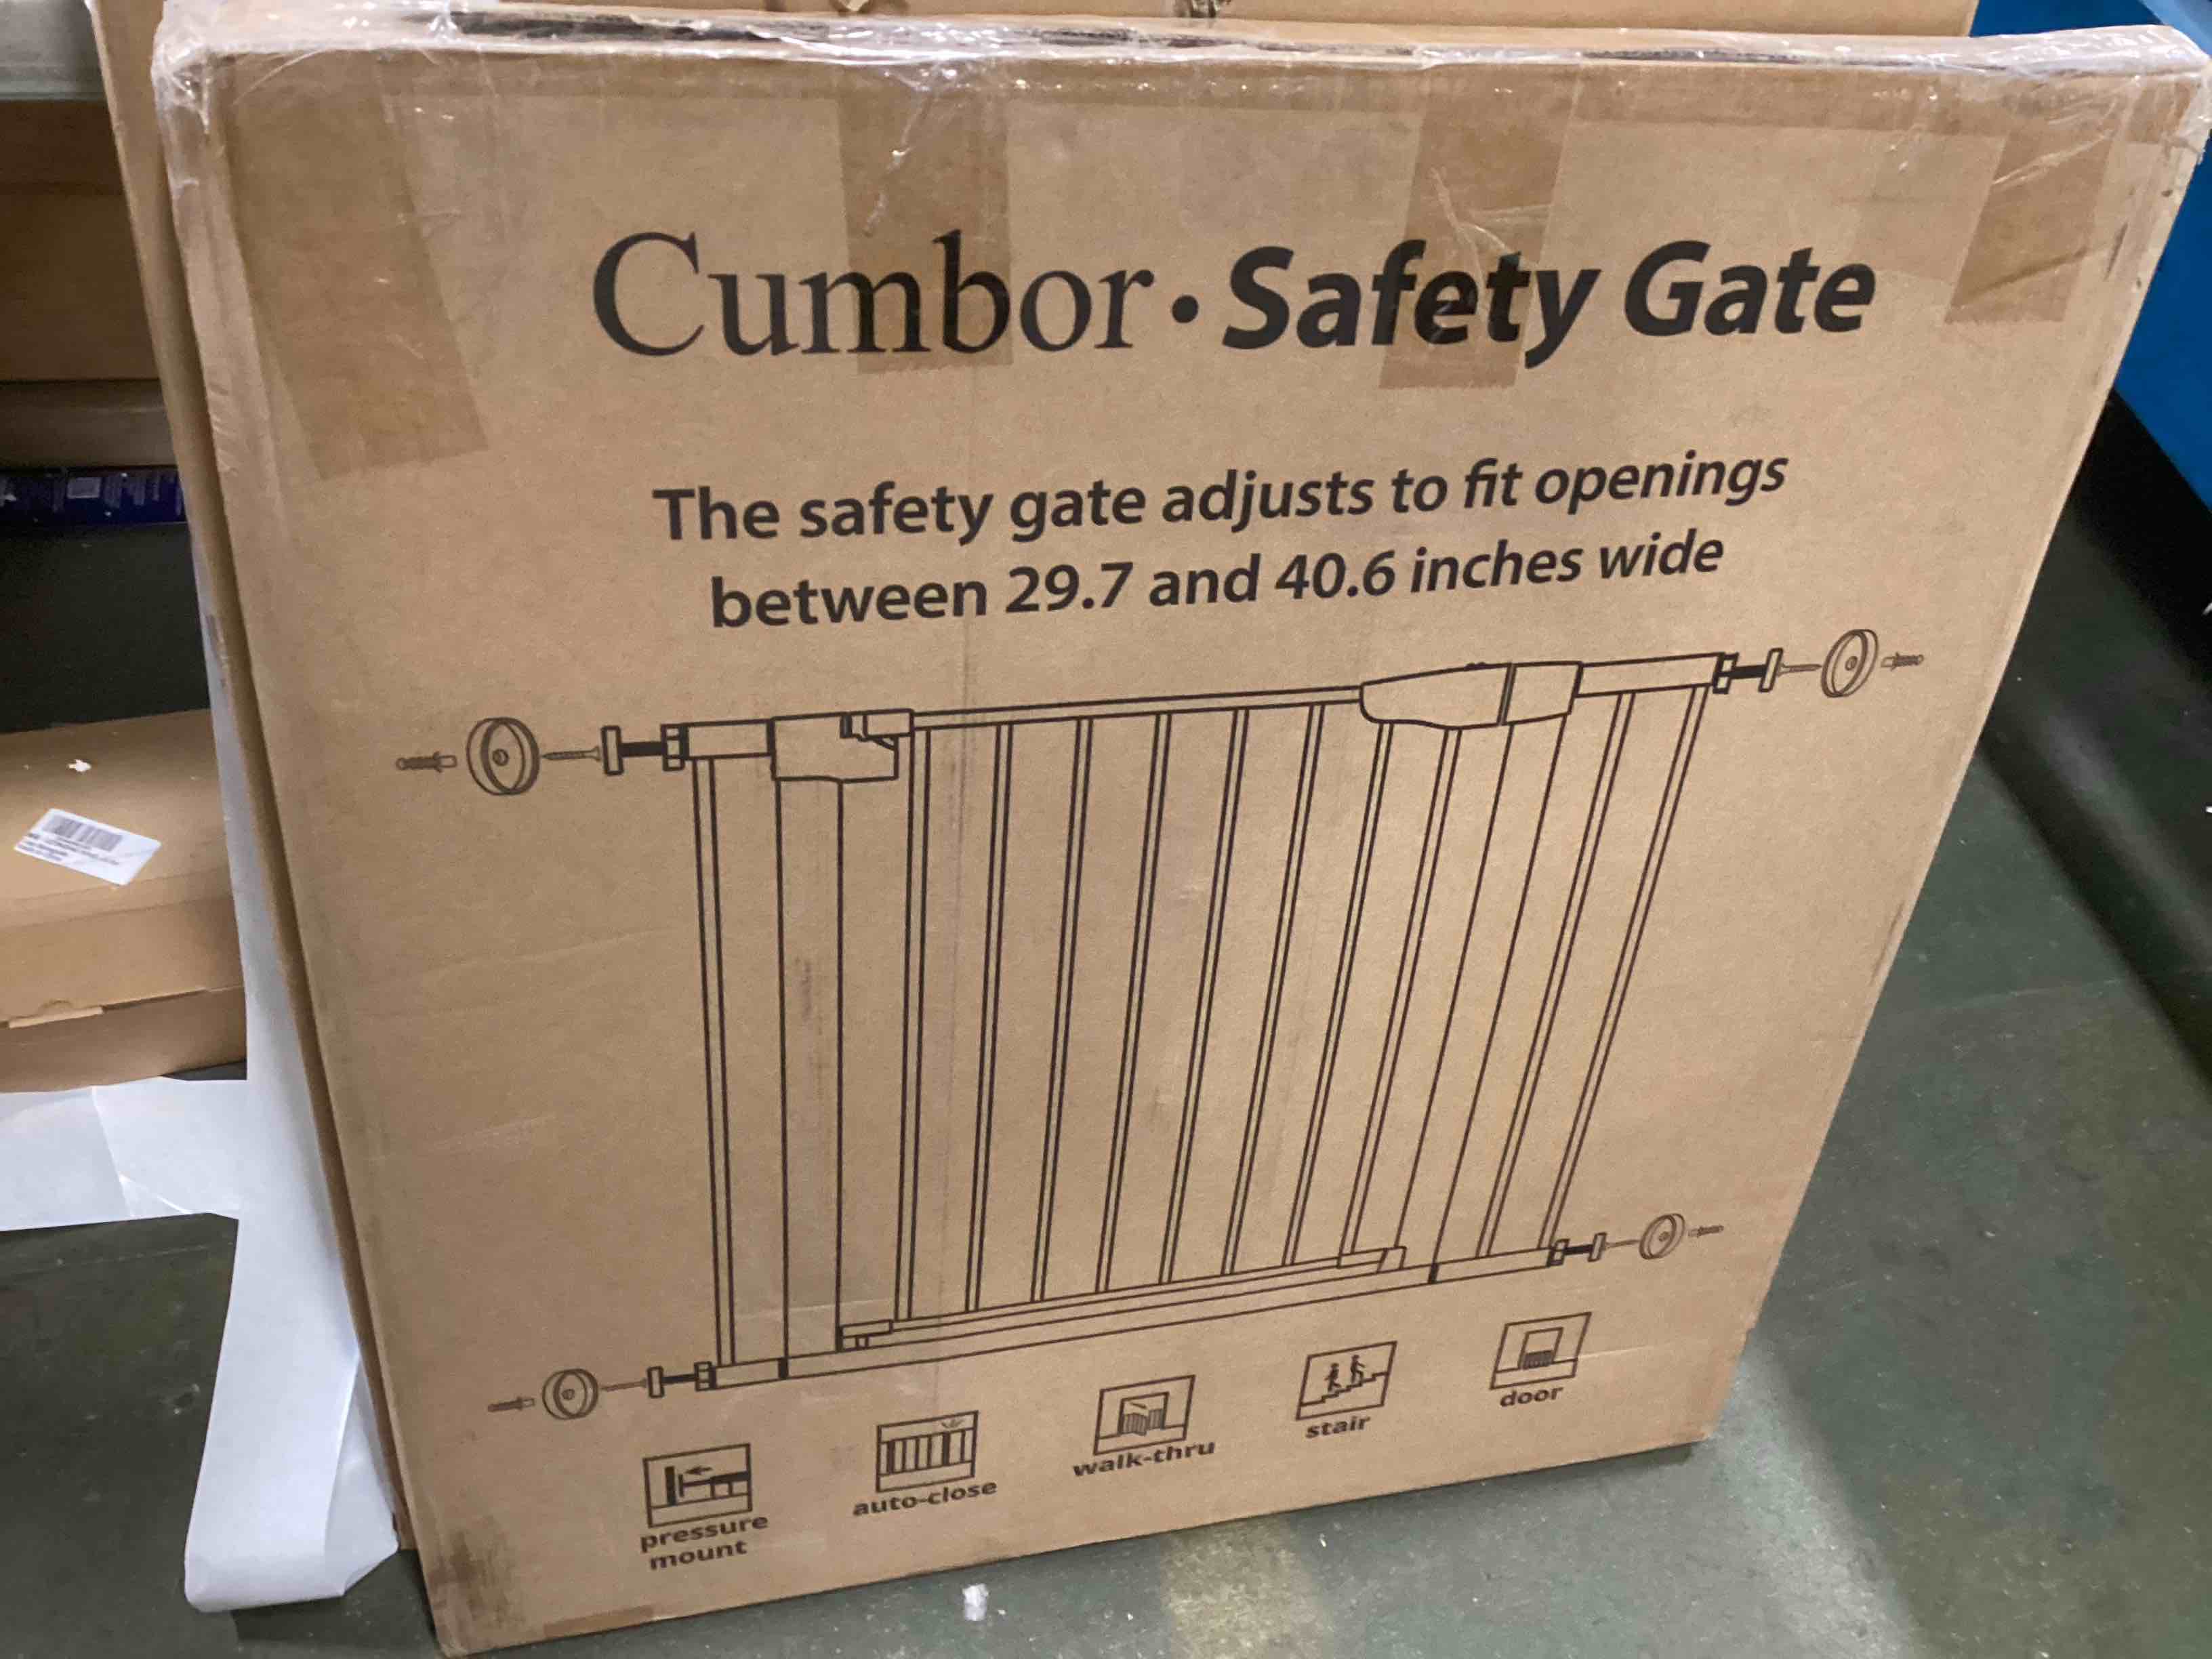 Cumbor · Safety Gate
The safety gate adjusts to fit openings
between 29.7 and 40.6 inches wide
pressure
mount
auto-close
walk-thru
stair
door